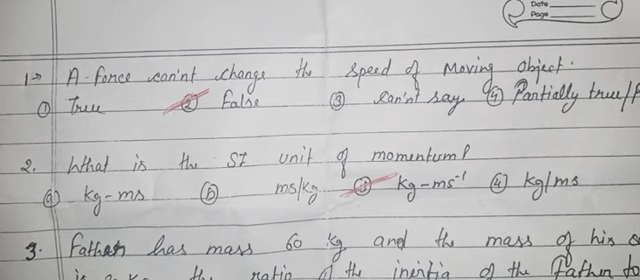 Date
Page
1→ A force can'nt change the speed of Moving object.
① True ② false ③ can'nt say ④ Partially true/f
2. What is the SI unit of momentum?
ⓐ kg-ms ⓑ ms/kg kg-ms⁻¹ ④ kg/ms
3. Father has mass 60 kg and the mass of his
the ratio of the inertia of the Father